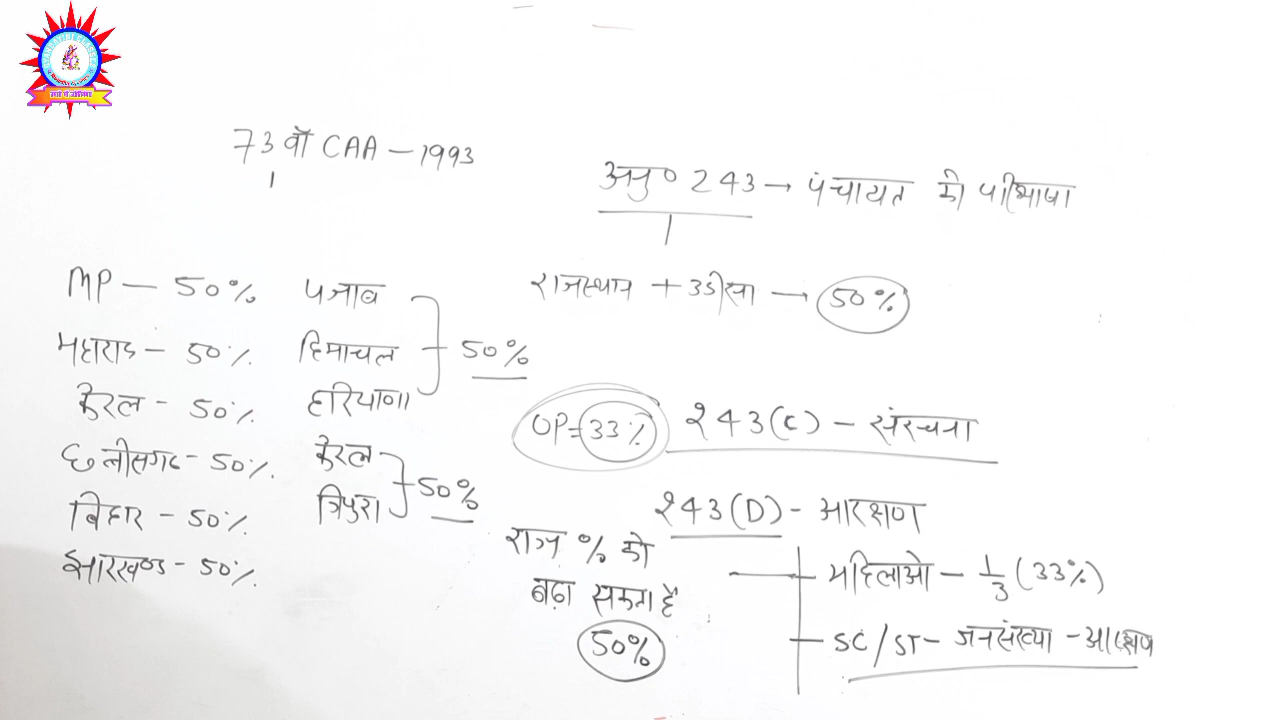 73 वाँ CAA – 1993
अनु० 243 → पंचायत की परिभाषा
राजस्थान + उडीसा → 50%
MP – 50%
महाराष्ट – 50%
केरल - 50%
छत्तीसगढ - 50%
बिहार - 50%
झारखण्ड - 50%
पंजाब
हिमाचल
हरियाणा
50%
केरल
त्रिपुरा
50%
UP = 33%
243(C) – संरचना
243(D) - आरक्षण
महिलाओ – 1/3 (33%)
SC/ST – जनसंख्या - आरक्षण
राज्य % को
बढ़ा सकता है
50%